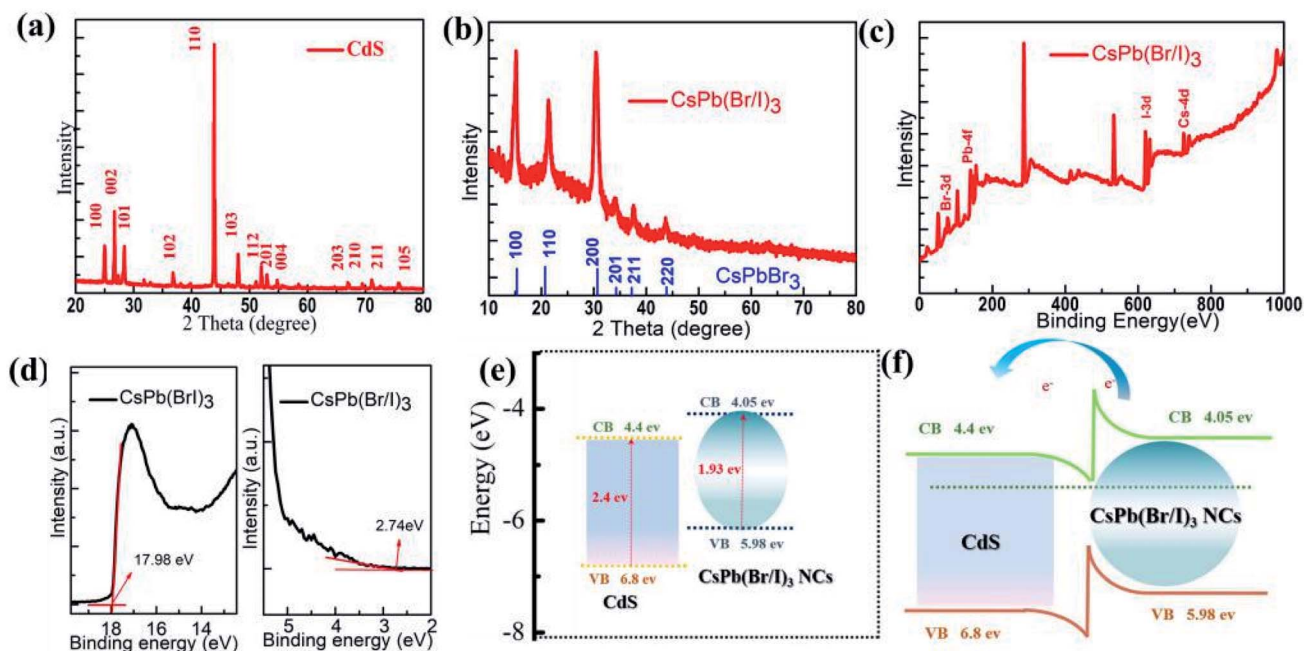 (a)
CdS
100
002
101
102
110
103
112
201
004
203
210
211
105
Intensity
20 30 40 50 60 70 80
2 Theta (degree)
(b)
CsPb(Br/I)3
Intensity
100
110
200
201
211
220
CsPbBr3
10 20 30 40 50 60 70 80
2 Theta (degree)
(c)
CsPb(Br/I)3
Br-3d
Pb-4f
I-3d
Cs-4d
Intensity
0 200 400 600 800 1000
Binding Energy(eV)
(d)
CsPb(BrI)3
Intensity (a.u.)
17.98 eV
18 16 14
Binding energy (eV)
CsPb(Br/I)3
Intensity (a.u.)
2.74eV
5 4 3 2
Binding energy (eV)
(e)
Energy (eV)
-4
-6
-8
CB 4.4 ev
2.4 ev
VB 6.8 ev
CdS
CB 4.05 ev
1.93 ev
VB 5.98 ev
CsPb(Br/I)3 NCs
(f)
e-
e-
CB 4.4 ev
CB 4.05 ev
CdS
CsPb(Br/I)3 NCs
VB 6.8 ev
VB 5.98 ev